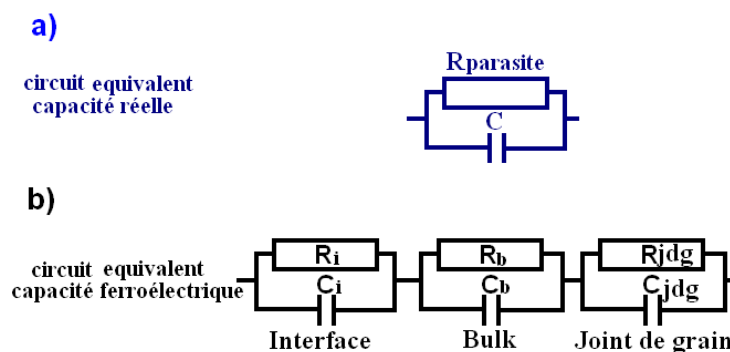 a)
circuit equivalent
capacité réelle
Rparasite
C
b)
circuit equivalent
capacité ferroélectrique
Ri
Rb
Rjdg
Ci
Cb
Cjdg
Interface
Bulk
Joint de grain